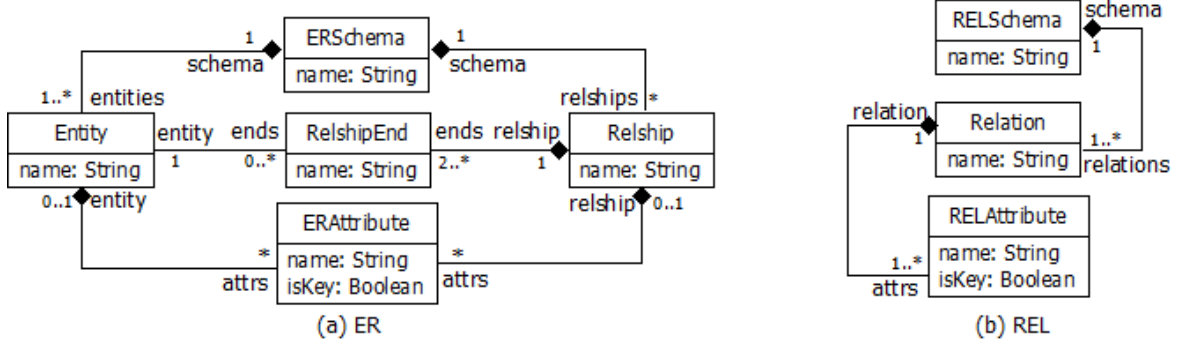 1 ERSchema 1
schema name: String schema
1..* entities relships *
Entity entity ends RelshipEnd ends relship Relship
name: String 1 0..* name: String 2..* 1 name: String
0..1 entity relship 0..1
ERAttribute
* name: String *
attrs isKey: Boolean attrs
(a) ER
RELSchema schema
name: String 1
relation Relation 1..*
1 name: String relations
RELAttribute
1..* name: String
attrs isKey: Boolean
(b) REL